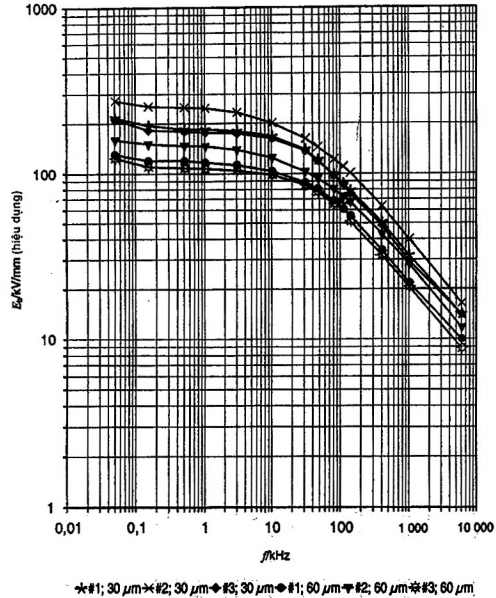 1000
100
10
1
E₆/kV/mm (hiệu dụng)
0,01 0,1 1 10 100 1 000 10 000
f/kHz
#1; 30 µm #2; 30 µm #3; 30 µm #1; 60 µm #2; 60 µm #3; 60 µm